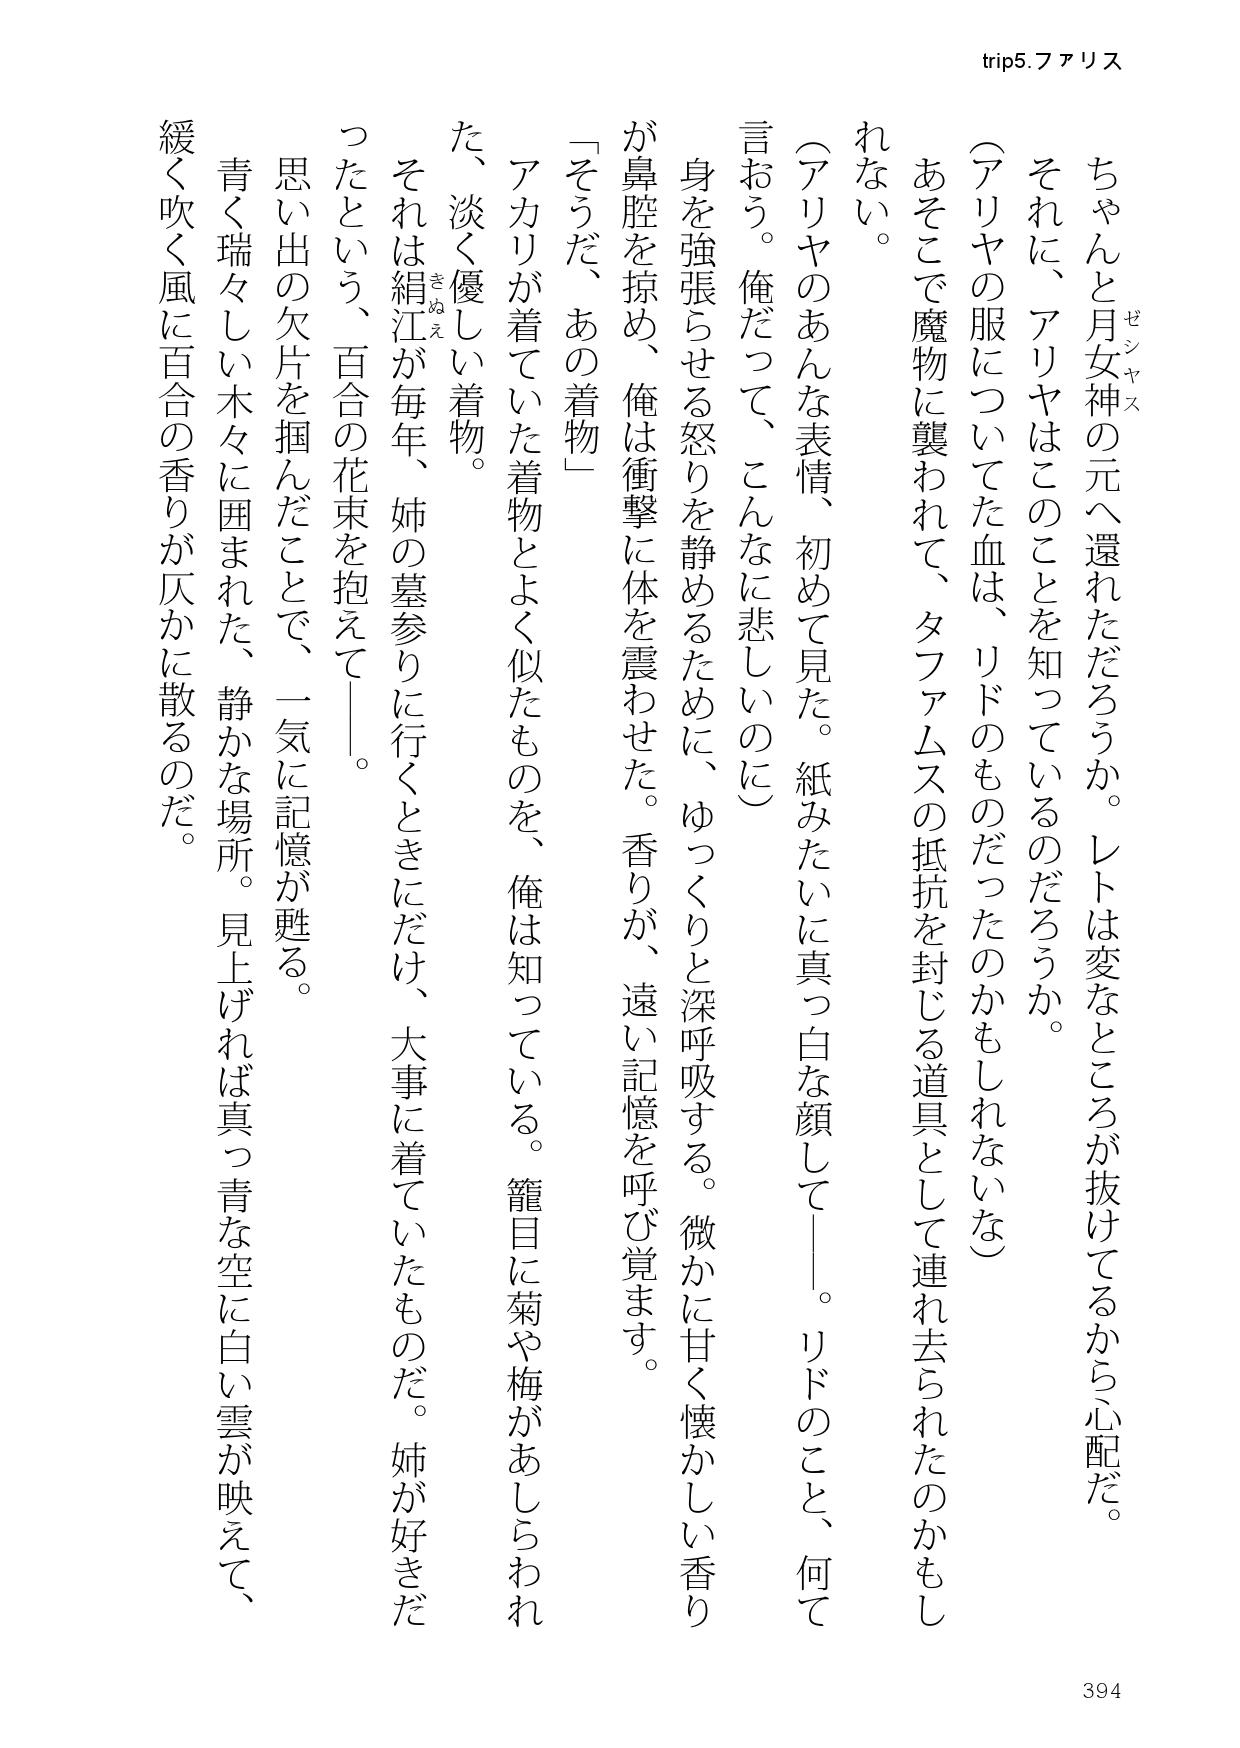 trip5.ファリス
ちゃんと月女神の元へ還れただろうか。レトは変なところが抜けてるから心配だ。
ゼシャス
それに、アリヤはこのことを知っているのだろうか。
（アリヤの服についてた血は、リドのものだったのかもしれないな）
あそこで魔物に襲われて、タファムスの抵抗を封じる道具として連れ去られたのかもし
れない。
（アリヤのあんな表情、初めて見た。紙みたいに真っ白な顔して――。リドのこと、何て
言おう。俺だって、こんなに悲しいのに）
身を強張らせる怒りを静めるために、ゆっくりと深呼吸する。微かに甘く懐かしい香り
が鼻腔を掠め、俺は衝撃に体を震わせた。香りが、遠い記憶を呼び覚ます。
「そうだ、あの着物」
アカリが着ていた着物とよく似たものを、俺は知っている。籠目に菊や梅があしらわれ
た、淡く優しい着物。
それは絹江が毎年、姉の墓参りに行くときにだけ、大事に着ていたものだ。姉が好きだ
きぬえ
ったという、百合の花束を抱えて――。
思い出の欠片を掴んだことで、一気に記憶が甦る。
青く瑞々しい木々に囲まれた、静かな場所。見上げれば真っ青な空に白い雲が映えて、
緩く吹く風に百合の香りが仄かに散るのだ。
394